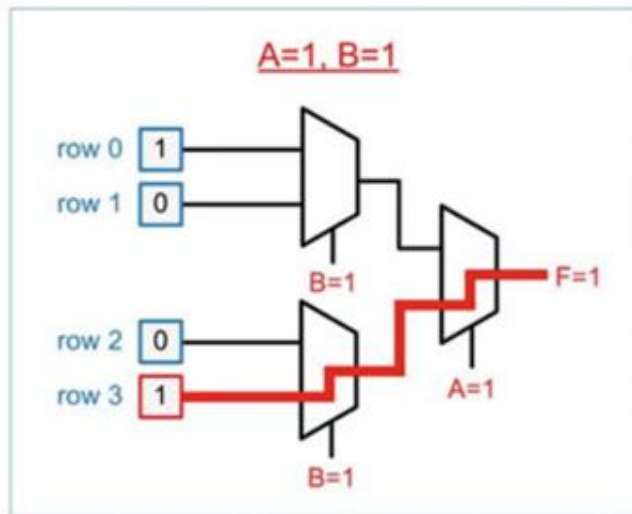 A=1, B=1
row 0 1
row 1 0
B=1
row 2 0
row 3 1
B=1
F=1
A=1